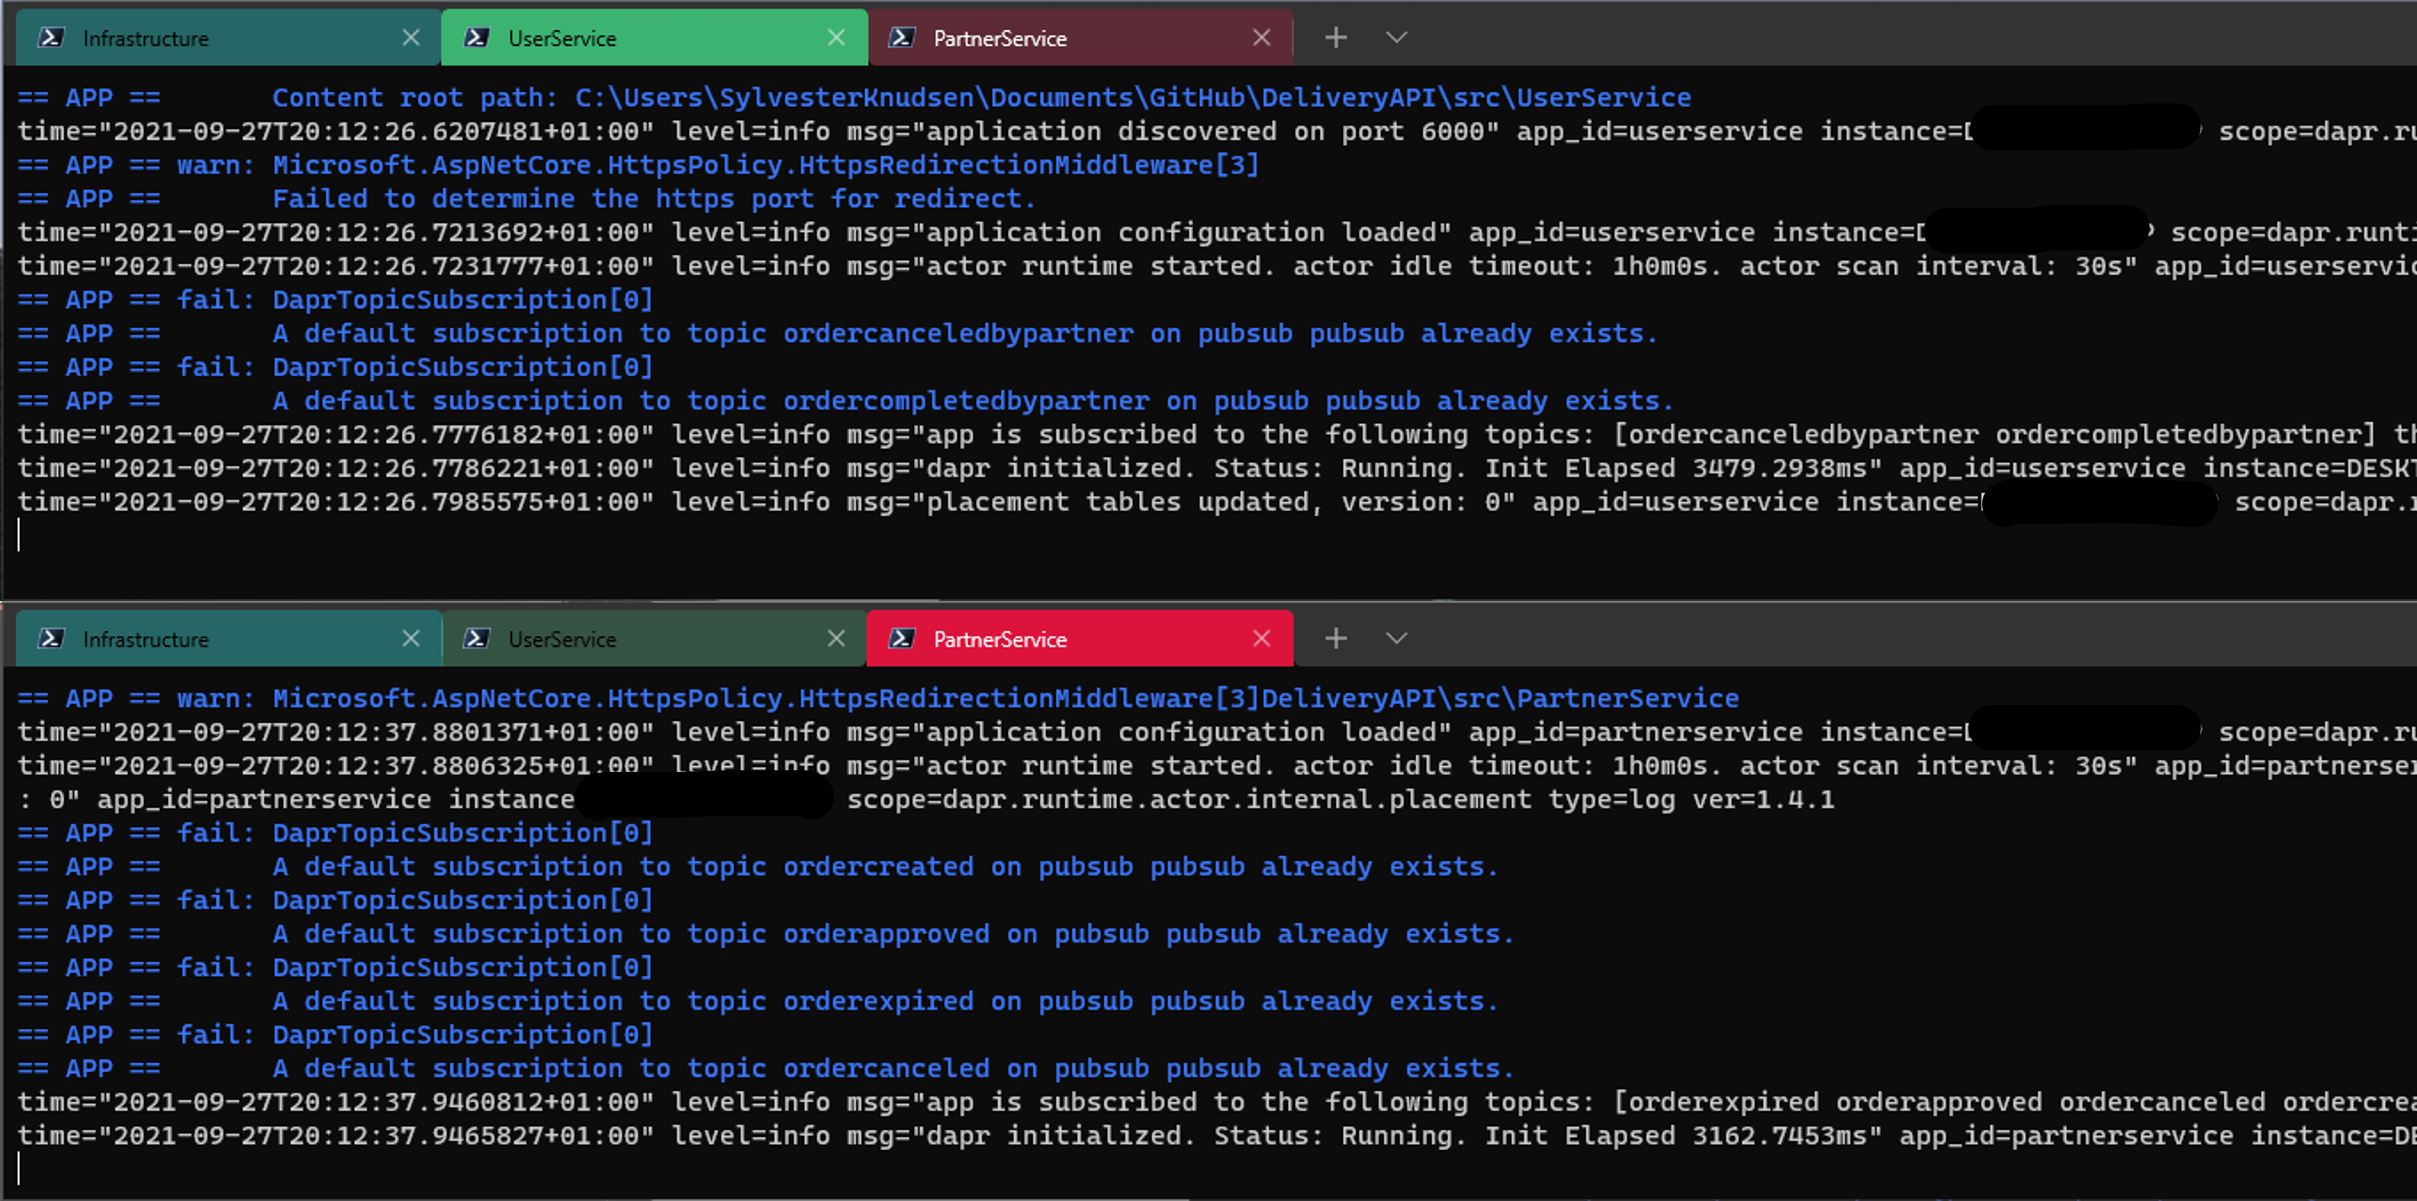 Infrastructure UserService PartnerService
== APP ==       Content root path: C:\Users\SylvesterKnudsen\Documents\GitHub\DeliveryAPI\src\UserService
time="2021-09-27T20:12:26.6207481+01:00" level=info msg="application discovered on port 6000" app_id=userservice instance= scope=dapr.ru
== APP == warn: Microsoft.AspNetCore.HttpsPolicy.HttpsRedirectionMiddleware[3]
== APP ==       Failed to determine the https port for redirect.
time="2021-09-27T20:12:26.7213692+01:00" level=info msg="application configuration loaded" app_id=userservice instance= scope=dapr.runti
time="2021-09-27T20:12:26.7231777+01:00" level=info msg="actor runtime started. actor idle timeout: 1h0m0s. actor scan interval: 30s" app_id=userservic
== APP == fail: DaprTopicSubscription[0]
== APP ==       A default subscription to topic ordercanceledbypartner on pubsub pubsub already exists.
== APP == fail: DaprTopicSubscription[0]
== APP ==       A default subscription to topic ordercompletedbypartner on pubsub pubsub already exists.
time="2021-09-27T20:12:26.7776182+01:00" level=info msg="app is subscribed to the following topics: [ordercanceledbypartner ordercompletedbypartner] th
time="2021-09-27T20:12:26.7786221+01:00" level=info msg="dapr initialized. Status: Running. Init Elapsed 3479.2938ms" app_id=userservice instance=DESKT
time="2021-09-27T20:12:26.7985575+01:00" level=info msg="placement tables updated, version: 0" app_id=userservice instance= scope=dapr.r
Infrastructure UserService PartnerService
== APP == warn: Microsoft.AspNetCore.HttpsPolicy.HttpsRedirectionMiddleware[3]DeliveryAPI\src\PartnerService
time="2021-09-27T20:12:37.8801371+01:00" level=info msg="application configuration loaded" app_id=partnerservice instance= scope=dapr.ru
time="2021-09-27T20:12:37.8806325+01:00" level=info msg="actor runtime started. actor idle timeout: 1h0m0s. actor scan interval: 30s" app_id=partnerser
: 0" app_id=partnerservice instance scope=dapr.runtime.actor.internal.placement type=log ver=1.4.1
== APP == fail: DaprTopicSubscription[0]
== APP ==       A default subscription to topic ordercreated on pubsub pubsub already exists.
== APP == fail: DaprTopicSubscription[0]
== APP ==       A default subscription to topic orderapproved on pubsub pubsub already exists.
== APP == fail: DaprTopicSubscription[0]
== APP ==       A default subscription to topic orderexpired on pubsub pubsub already exists.
== APP == fail: DaprTopicSubscription[0]
== APP ==       A default subscription to topic ordercanceled on pubsub pubsub already exists.
time="2021-09-27T20:12:37.9460812+01:00" level=info msg="app is subscribed to the following topics: [orderexpired orderapproved ordercanceled ordercrea
time="2021-09-27T20:12:37.9465827+01:00" level=info msg="dapr initialized. Status: Running. Init Elapsed 3162.7453ms" app_id=partnerservice instance=DE